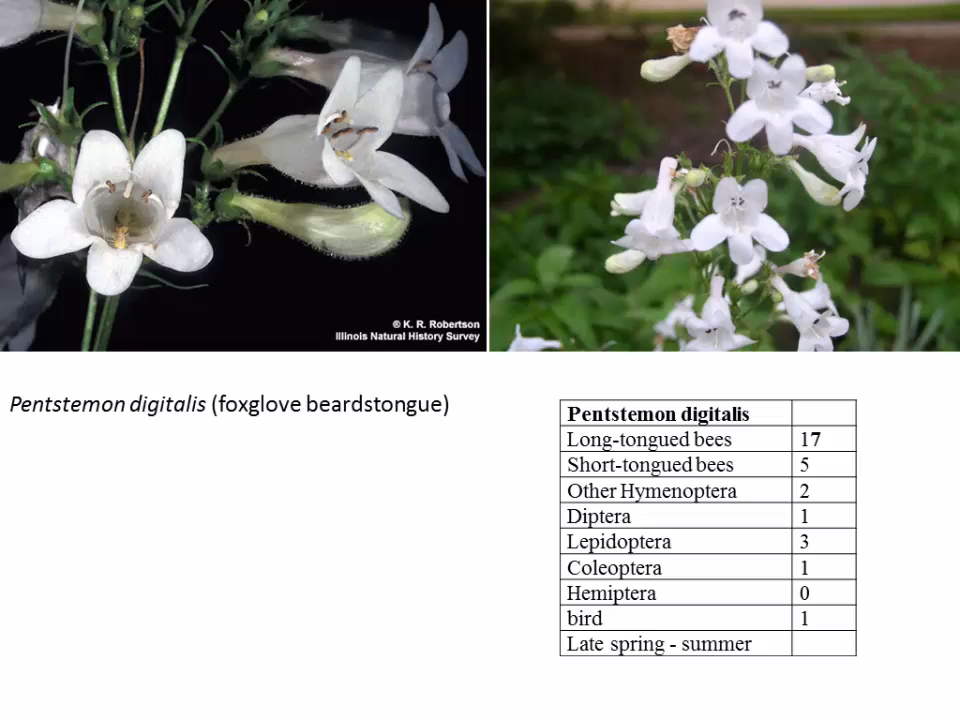 © K. R. Robertson
Illinois Natural History Survey
Pentstemon digitalis (foxglove beardstongue)
Pentstemon digitalis
Long-tongued bees 17
Short-tongued bees 5
Other Hymenoptera 2
Diptera 1
Lepidoptera 3
Coleoptera 1
Hemiptera 0
bird 1
Late spring - summer